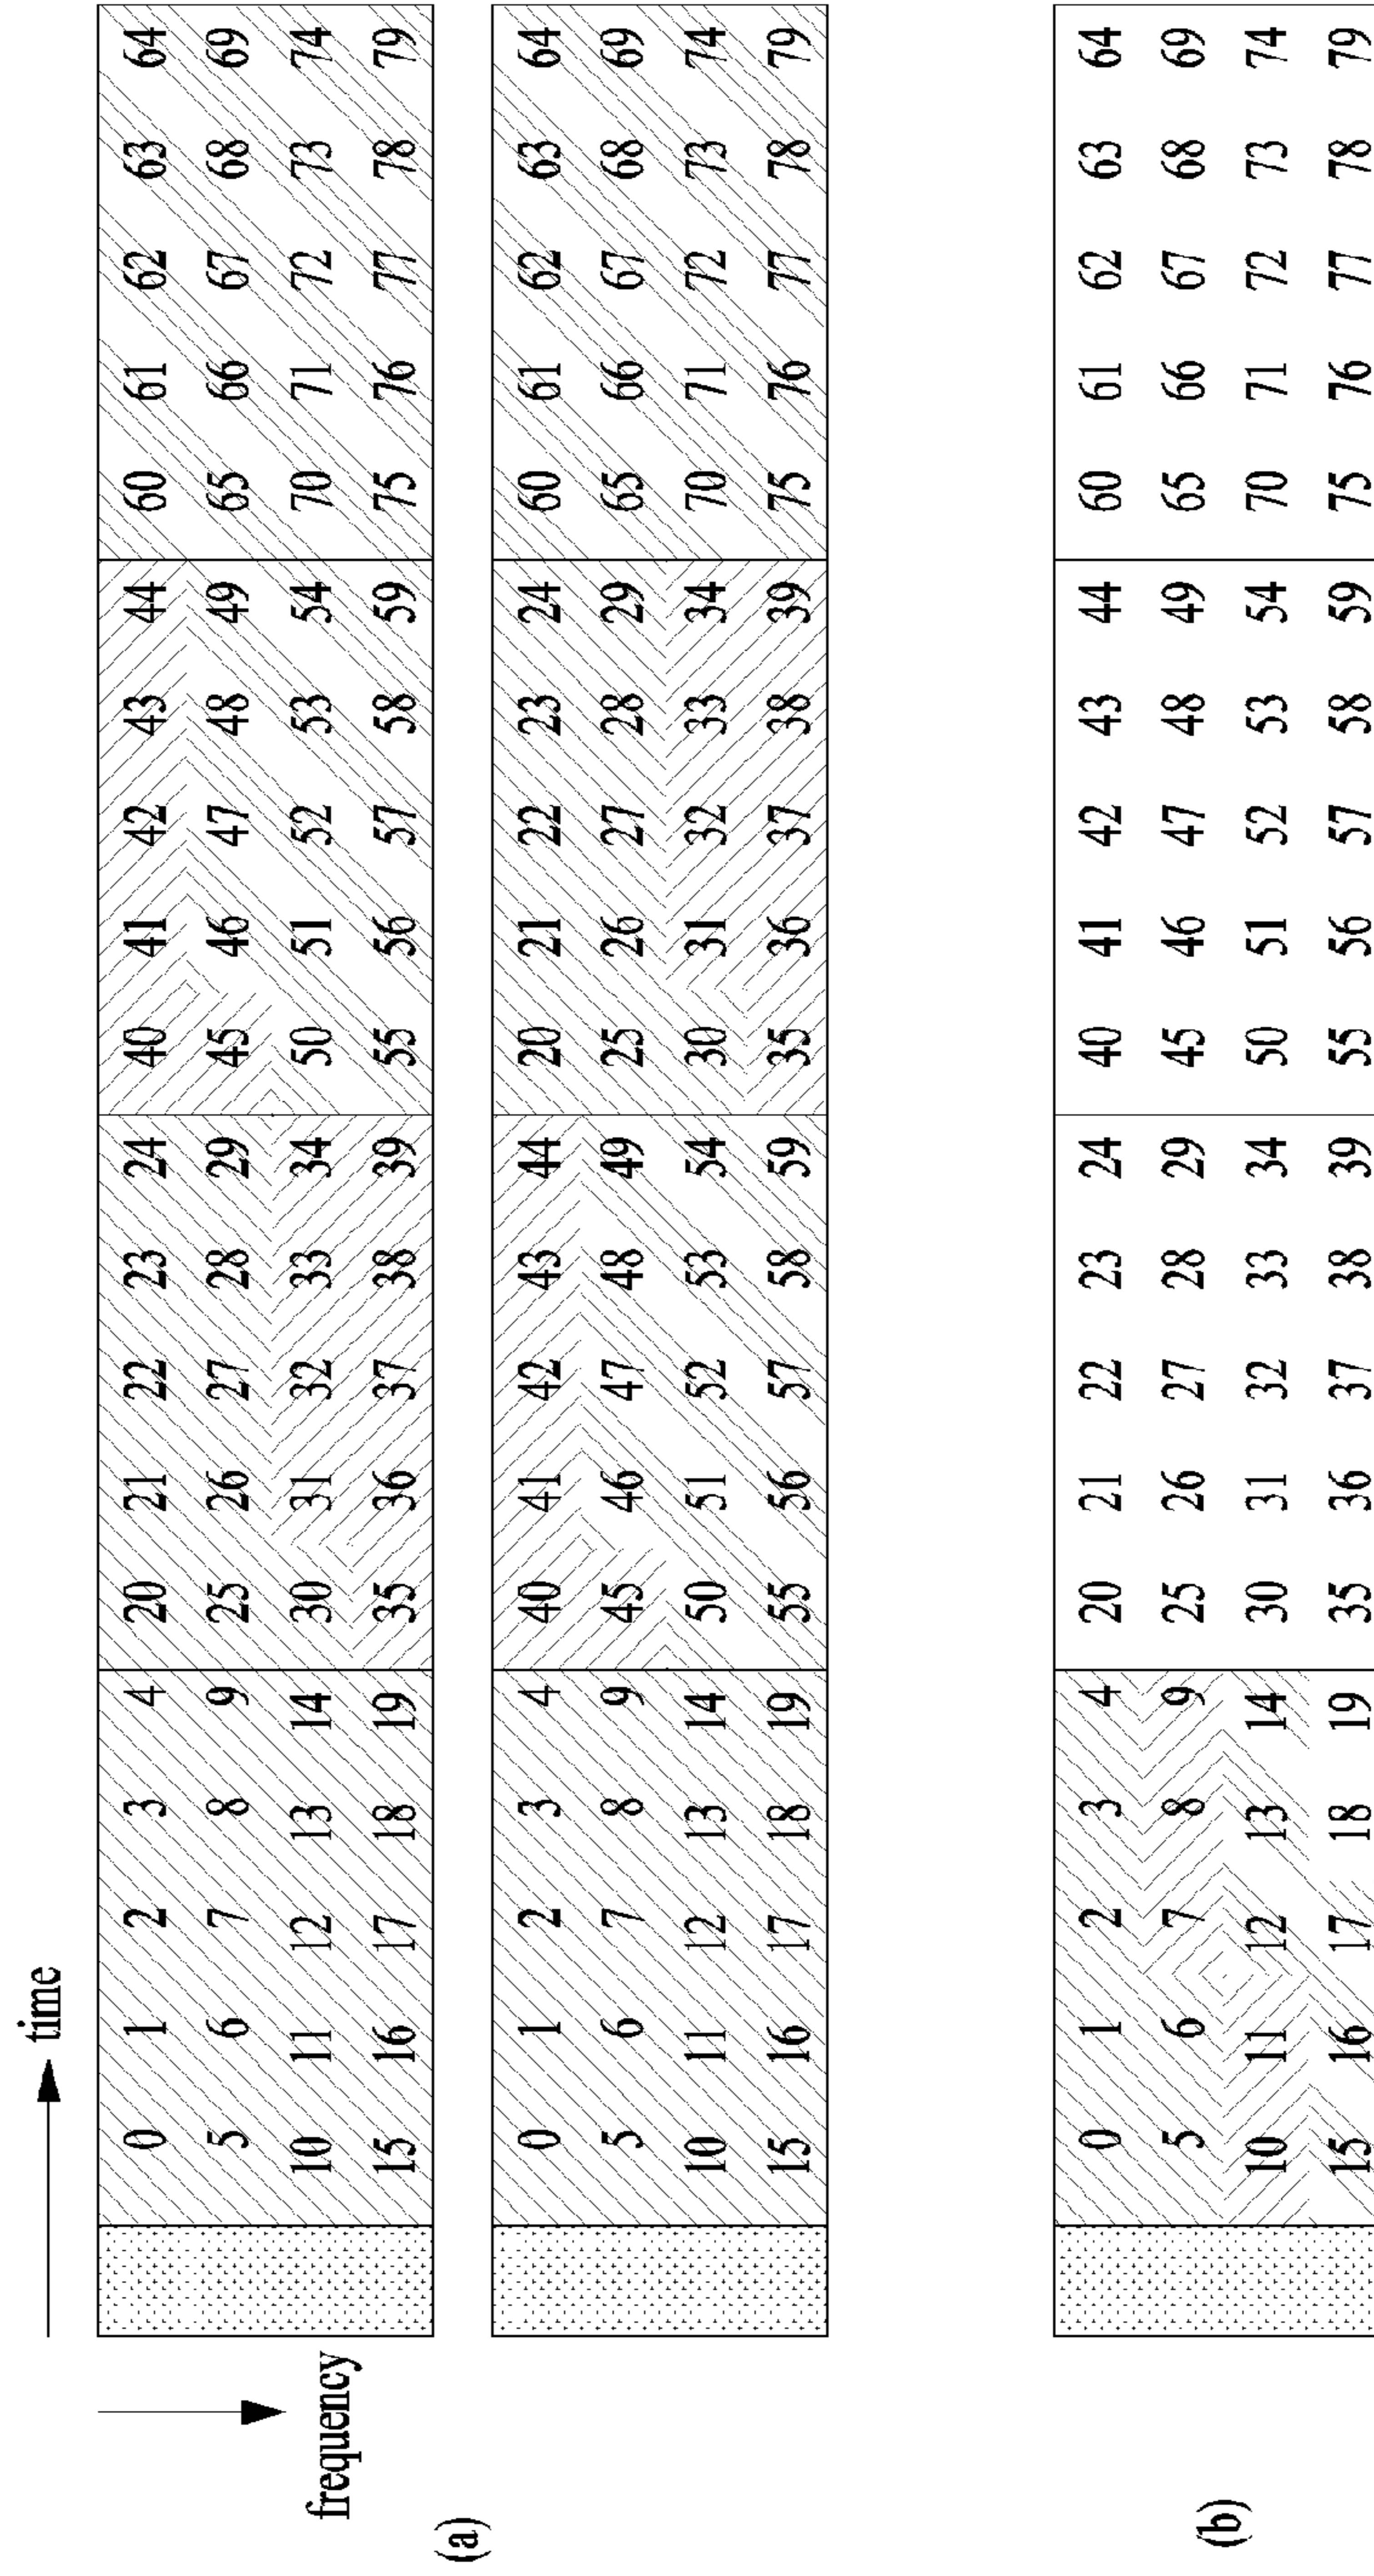 time
0 1 2 3 4 20 21 22 23 24 40 41 42 43 44 60 61 62 63 64
5 6 7 8 9 25 26 27 28 29 45 46 47 48 49 65 66 67 68 69
10 11 12 13 14 30 31 32 33 34 50 51 52 53 54 70 71 72 73 74
frequency
15 16 17 18 19 35 36 37 38 39 55 56 57 58 59 75 76 77 78 79
(a)
0 1 2 3 4 40 41 42 43 44 20 21 22 23 24 60 61 62 63 64
5 6 7 8 9 45 46 47 48 49 25 26 27 28 29 65 66 67 68 69
10 11 12 13 14 50 51 52 53 54 30 31 32 33 34 70 71 72 73 74
15 16 17 18 19 55 56 57 58 59 35 36 37 38 39 75 76 77 78 79
0 1 2 3 4 20 21 22 23 24 40 41 42 43 44 60 61 62 63 64
5 6 7 8 9 25 26 27 28 29 45 46 47 48 49 65 66 67 68 69
(b)
10 11 12 13 14 30 31 32 33 34 50 51 52 53 54 70 71 72 73 74
15 16 17 18 19 35 36 37 38 39 55 56 57 58 59 75 76 77 78 79